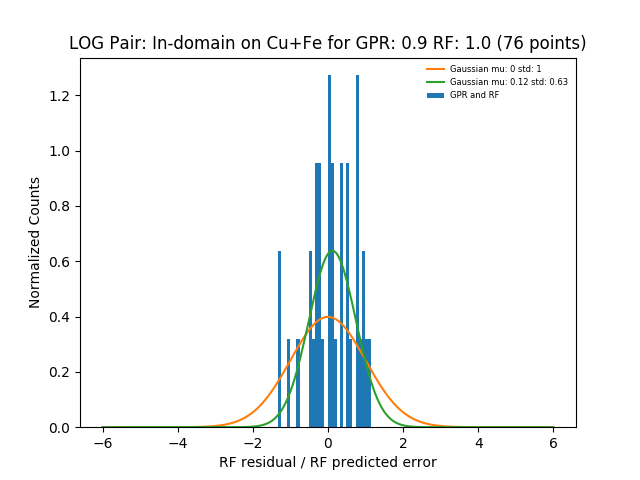 LOG Pair: In-domain on Cu+Fe for GPR: 0.9 RF: 1.0 (76 points)
Gaussian mu: 0 std: 1
Gaussian mu: 0.12 std: 0.63
GPR and RF
Normalized Counts
1.2
1.0
0.8
0.6
0.4
0.2
0.0
−6 −4 −2 0 2 4 6
RF residual / RF predicted error